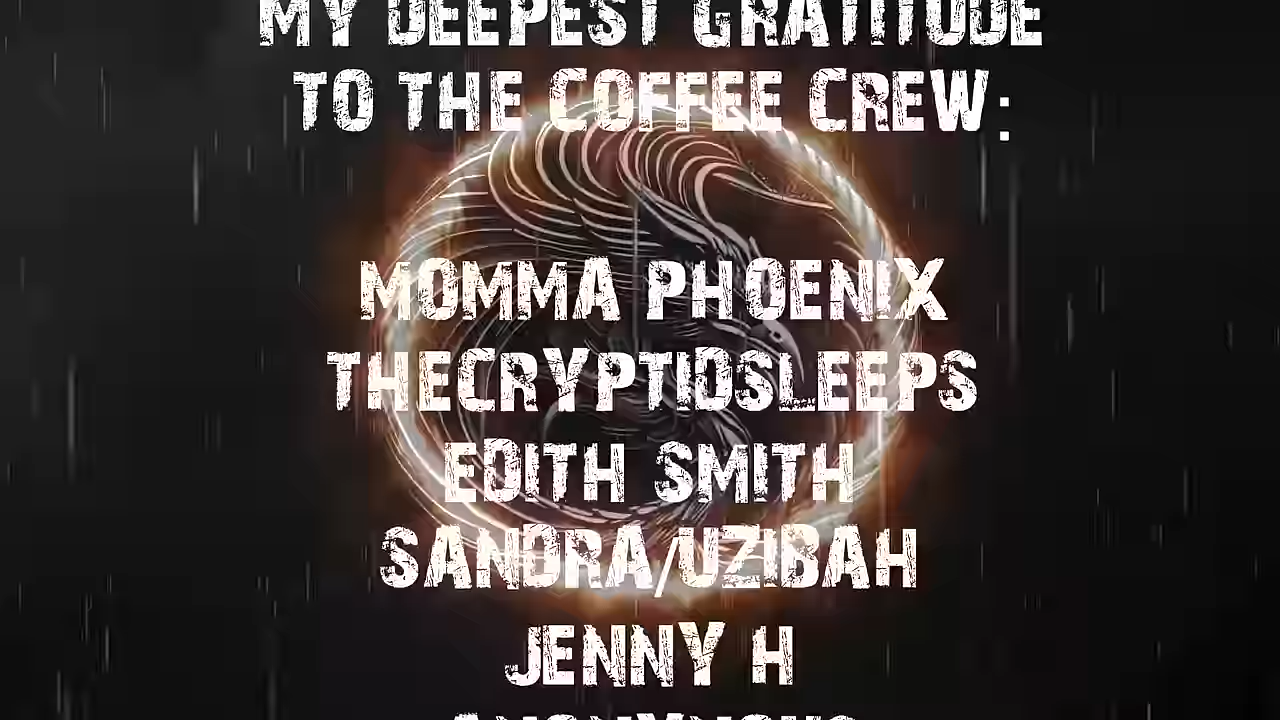 MY DEEPEST GRATITUDE
TO THE COFFEE CREW:
MOMMA PHOENIX
THECRYPTIDSLEEPS
EDITH SMITH
SANDRA/UZIBAH
JENNY H